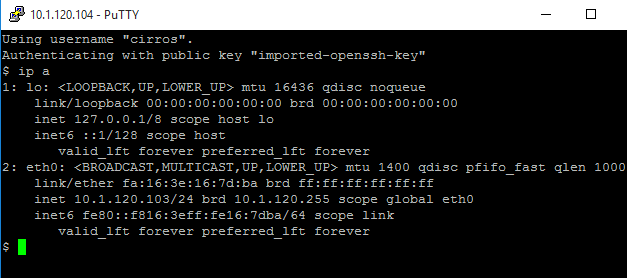 10.1.120.104 - PuTTY
Using username "cirros".
Authenticating with public key "imported-openssh-key"
$ ip a
1: lo: <LOOPBACK,UP,LOWER_UP> mtu 16436 qdisc noqueue
    link/loopback 00:00:00:00:00:00 brd 00:00:00:00:00:00
    inet 127.0.0.1/8 scope host lo
    inet6 ::1/128 scope host
       valid_lft forever preferred_lft forever
2: eth0: <BROADCAST,MULTICAST,UP,LOWER_UP> mtu 1400 qdisc pfifo_fast qlen 1000
    link/ether fa:16:3e:16:7d:ba brd ff:ff:ff:ff:ff:ff
    inet 10.1.120.103/24 brd 10.1.120.255 scope global eth0
    inet6 fe80::f816:3eff:fe16:7dba/64 scope link
       valid_lft forever preferred_lft forever
$